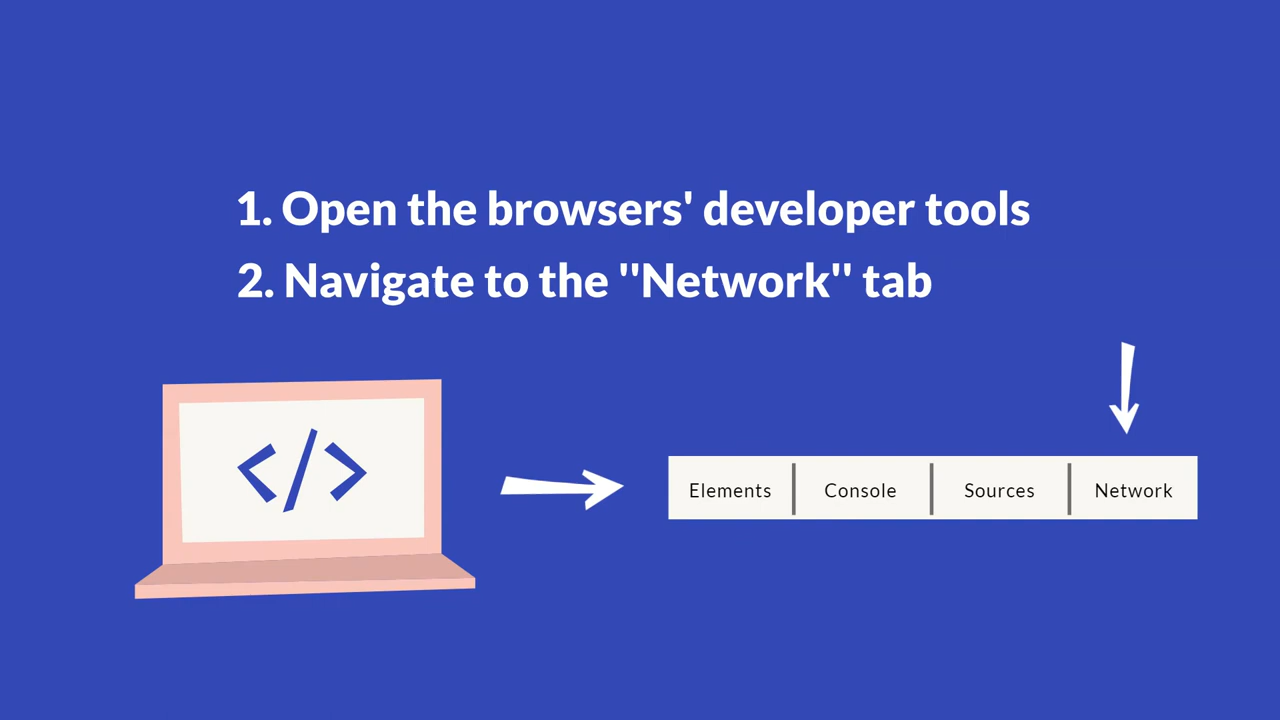 1. Open the browsers' developer tools
2. Navigate to the "Network" tab
</>
Elements Console Sources Network